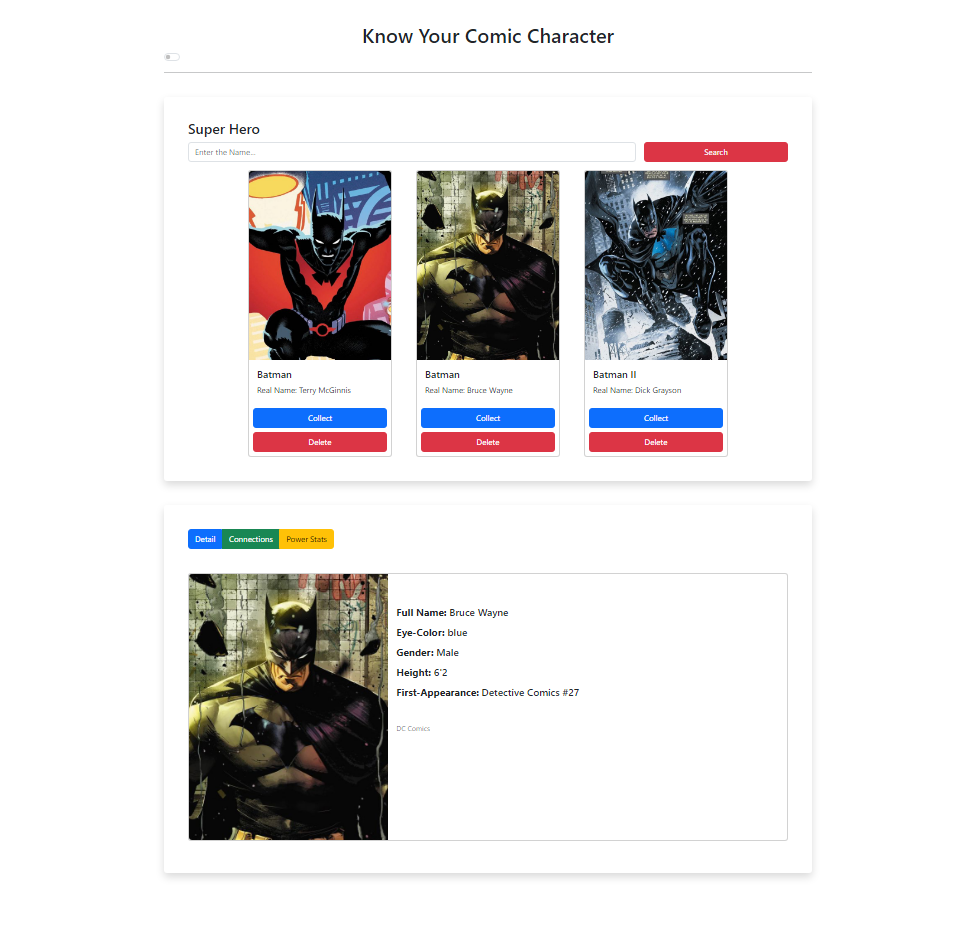 Know Your Comic Character
Super Hero
Enter the Name... Search
Batman Batman Batman II
Real Name: Terry McGinnis Real Name: Bruce Wayne Real Name: Dick Grayson
Collect Collect Collect
Delete Delete Delete
Detail Connections Power Stats
Full Name: Bruce Wayne
Eye-Color: blue
Gender: Male
Height: 6'2
First-Appearance: Detective Comics #27
DC Comics